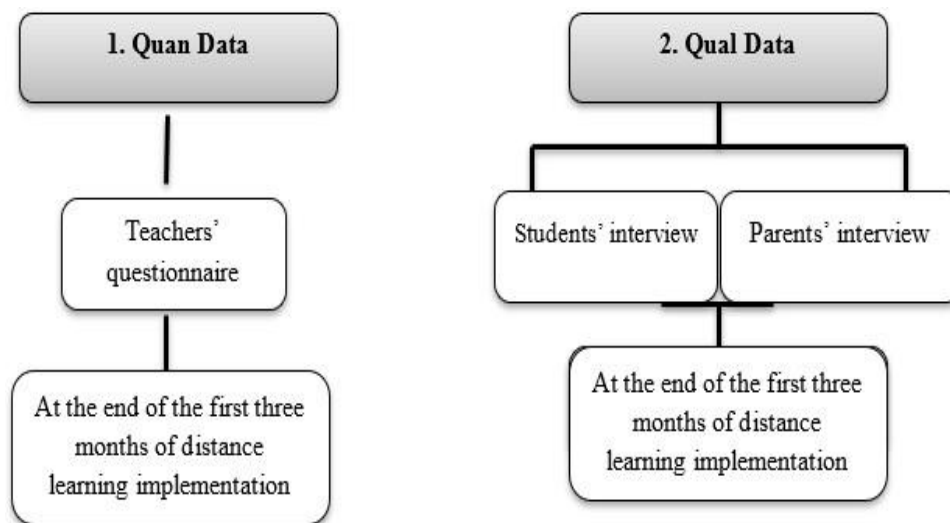 1. Quan Data
Teachers’
questionnaire
At the end of the first three
months of distance
learning implementation
2. Qual Data
Students’ interview
Parents’ interview
At the end of the first three
months of distance
learning implementation